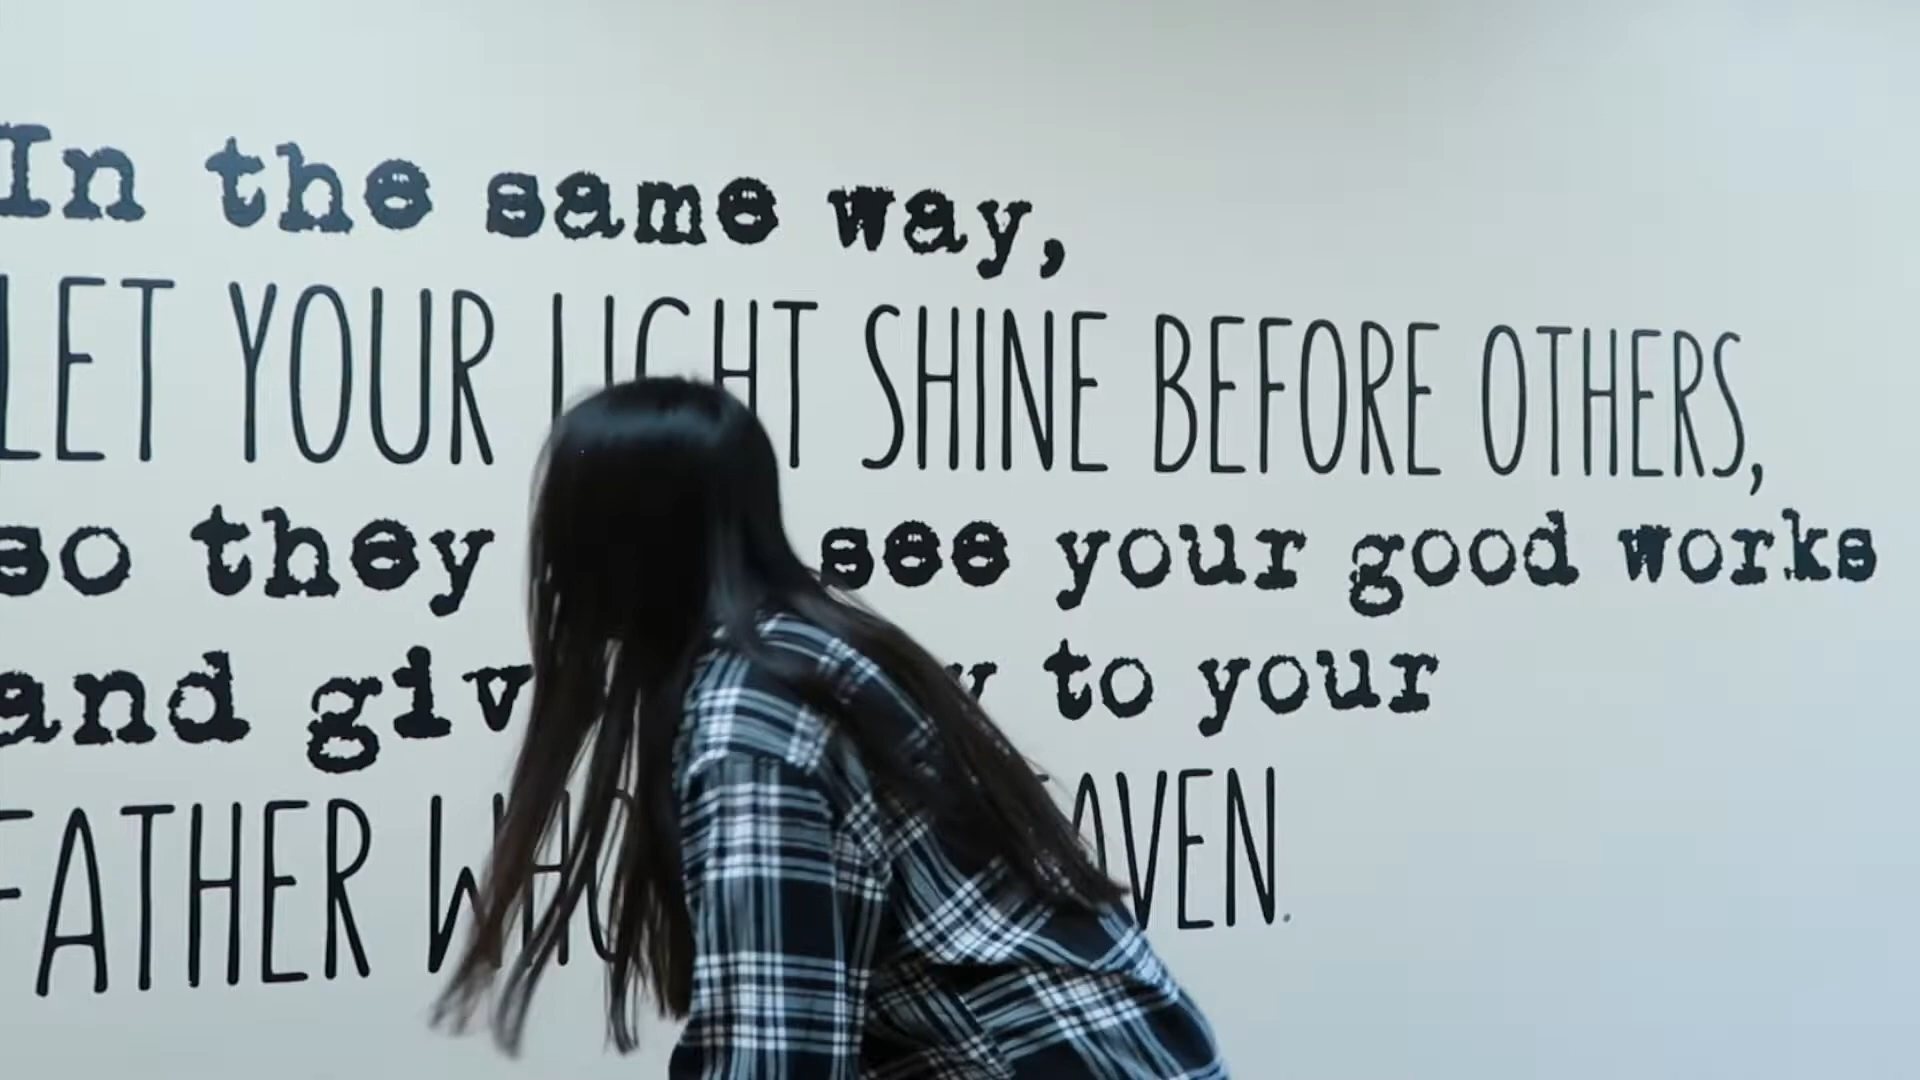 In the same way,
LET YOUR LIGHT SHINE BEFORE OTHERS,
so they see your good works
and to your
FATHER